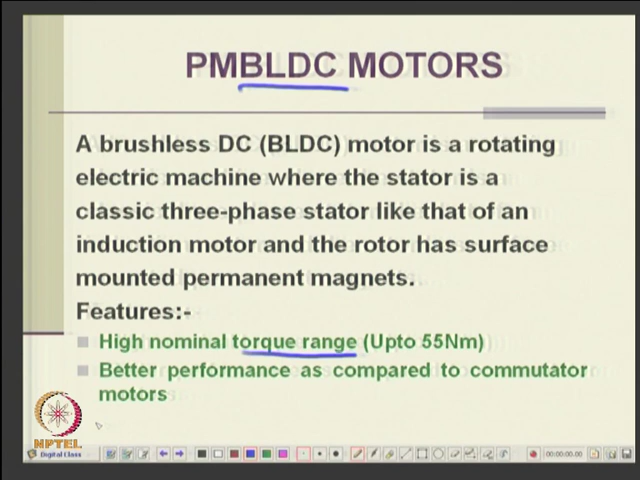 PMBLDC MOTORS
A brushless DC (BLDC) motor is a rotating
electric machine where the stator is a
classic three-phase stator like that of an
induction motor and the rotor has surface
mounted permanent magnets.
Features:-
High nominal torque range (Upto 55Nm)
Better performance as compared to commutator
motors
NPTEL
Digital Class
00:00:00.00